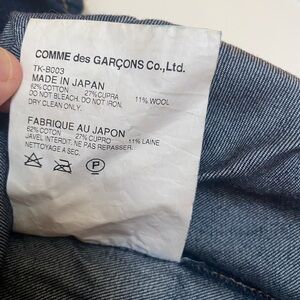 COMME des GARÇONS Co.,Ltd.
TK-B003
MADE IN JAPAN
62% COTTON 27% CUPRA 11% WOOL
DO NOT BLEACH. DO NOT IRON.
DRY CLEAN ONLY.
FABRIQUE AU JAPON
62% COTON 27% CUPRO 11% LAINE
JAVEL INTERDIT. NE PAS REPASSER.
NETTOYAGE A SEC.
P